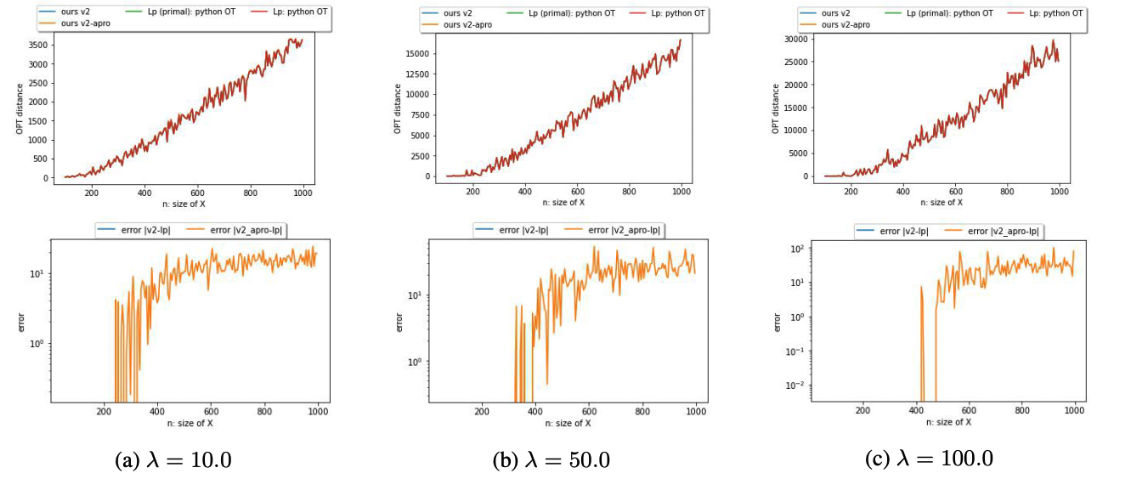 ours v2 Lp (primal): python OT Lp: python OT
ours v2-apro
3500
3000
2500
2000
1500
1000
500
0
OPT distance
200 400 600 800 1000
n: size of X
ours v2 Lp (primal): python OT Lp: python OT
ours v2-apro
15000
12500
10000
7500
5000
2500
0
OPT distance
200 400 600 800 1000
n: size of X
ours v2 Lp (primal): python OT Lp: python OT
ours v2-apro
30000
25000
20000
15000
10000
5000
0
OPT distance
200 400 600 800 1000
n: size of X
error |v2-lp| error |v2_apro-lp|
10¹
10⁰
error
200 400 600 800 1000
n: size of X
error |v2-lp| error |v2_apro-lp|
10¹
10⁰
error
200 400 600 800 1000
n: size of X
error |v2-lp| error |v2_apro-lp|
10²
10¹
10⁰
10⁻¹
10⁻²
error
200 400 600 800 1000
n: size of X
(a) λ = 10.0
(b) λ = 50.0
(c) λ = 100.0